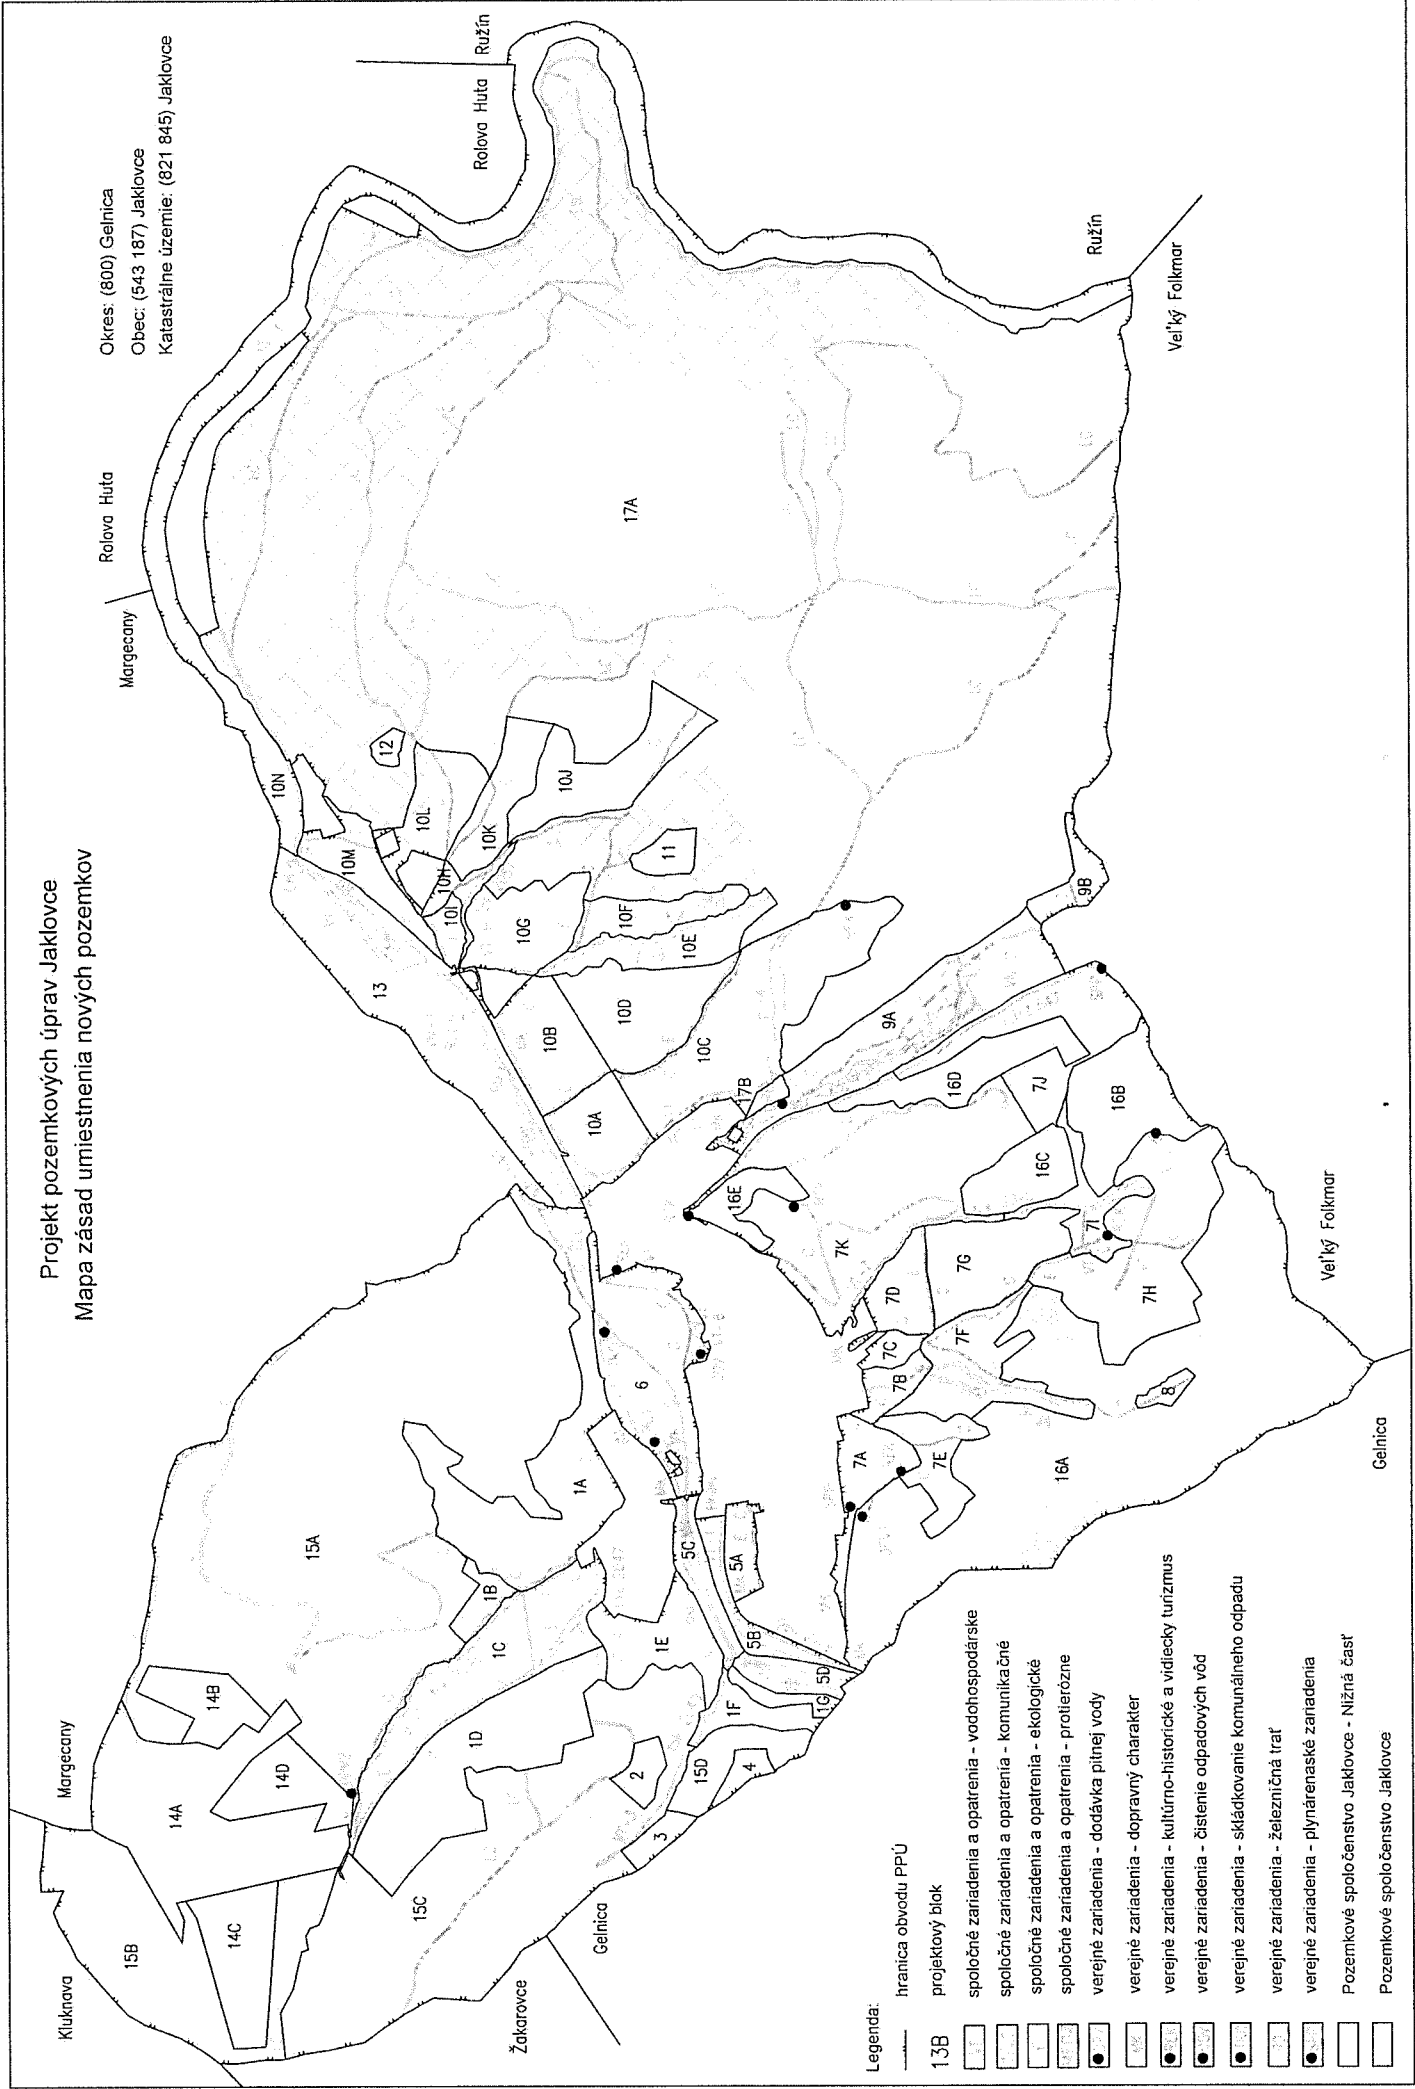 Projekt pozemkových úprav Jaklovce
Mapa zásad umiestnenia nových pozemkov
Okres: (800) Gelnica
Obec: (543 187) Jaklovce
Katastrálne územie: (821 845) Jaklovce
Kluknava
Margecany
Margecany
Rolova Huta
Rolova Huta
Ružín
Ružín
Veľký Folkmar
Veľký Folkmar
Gelnica
Gelnica
Žakarovce
15B
14A
14B
14C
14D
15A
15C
15D
1A
1B
1C
1D
1E
1F
1G
2
3
4
5A
5B
5C
5D
6
7A
7B
7C
7D
7E
7F
7G
7H
7I
7J
7K
8
9A
9B
10A
10B
10C
10D
10E
10F
10G
10H
10I
10J
10K
10L
10M
10N
11
12
13
16A
16B
16C
16D
16E
17A
17B
Legenda:
hranica obvodu PPÚ
13B projektový blok
spoločné zariadenia a opatrenia - vodohospodárske
spoločné zariadenia a opatrenia - komunikačné
spoločné zariadenia a opatrenia - ekologické
spoločné zariadenia a opatrenia - protierózne
verejné zariadenia - dodávka pitnej vody
verejné zariadenia - dopravný charakter
verejné zariadenia - kultúrno-historické a vidiecky turizmus
verejné zariadenia - čistenie odpadových vôd
verejné zariadenia - skládkovanie komunálneho odpadu
verejné zariadenia - železničná trať
verejné zariadenia - plynárenaské zariadenia
Pozemkové spoločenstvo Jaklovce - Nižná časť
Pozemkové spoločenstvo Jaklovce